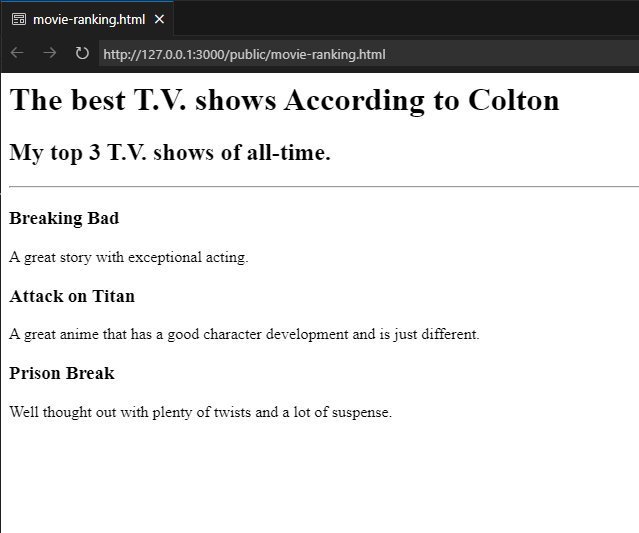 movie-ranking.html
http://127.0.0.1:3000/public/movie-ranking.html
The best T.V. shows According to Colton
My top 3 T.V. shows of all-time.
Breaking Bad
A great story with exceptional acting.
Attack on Titan
A great anime that has a good character development and is just different.
Prison Break
Well thought out with plenty of twists and a lot of suspense.